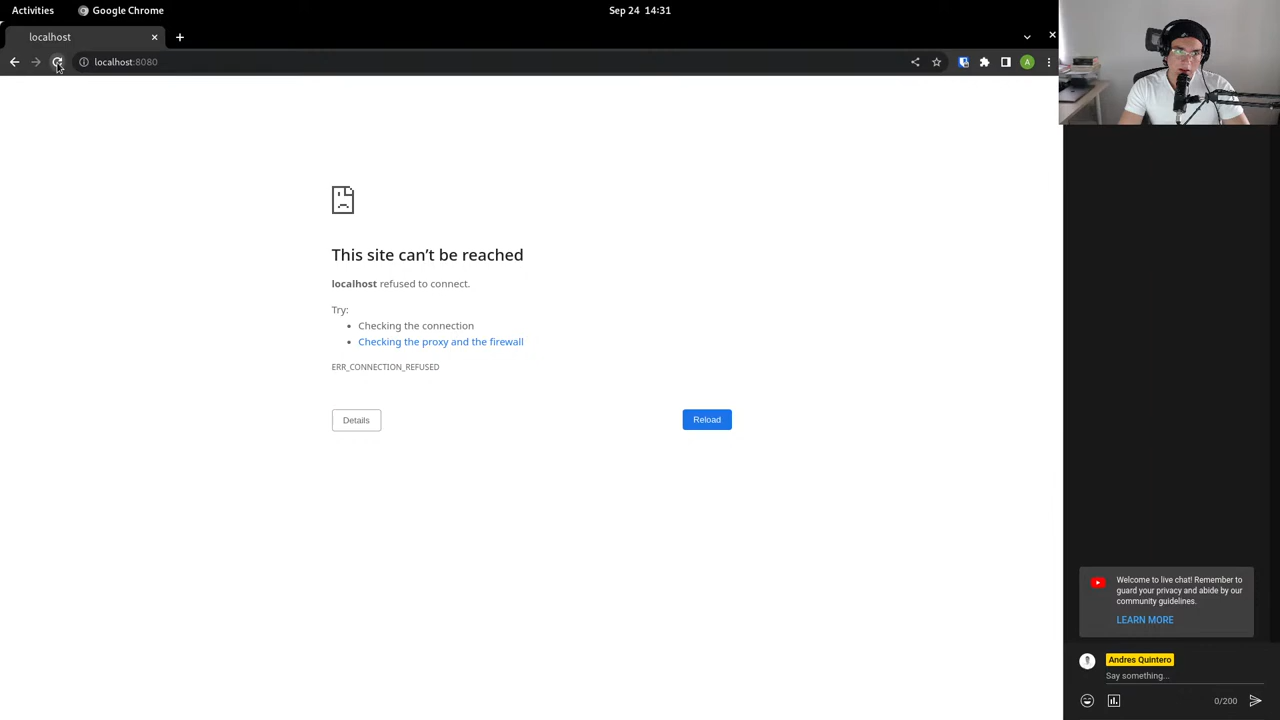 Activities
Google Chrome
Sep 24 14:31
localhost
localhost:8080
A
This site can't be reached
localhost refused to connect.
Try:
Checking the connection
Checking the proxy and the firewall
ERR_CONNECTION_REFUSED
Details
Reload
Welcome to live chat! Remember to
guard your privacy and abide by our
community guidelines.
LEARN MORE
Andres Quintero
Say something...
0/200